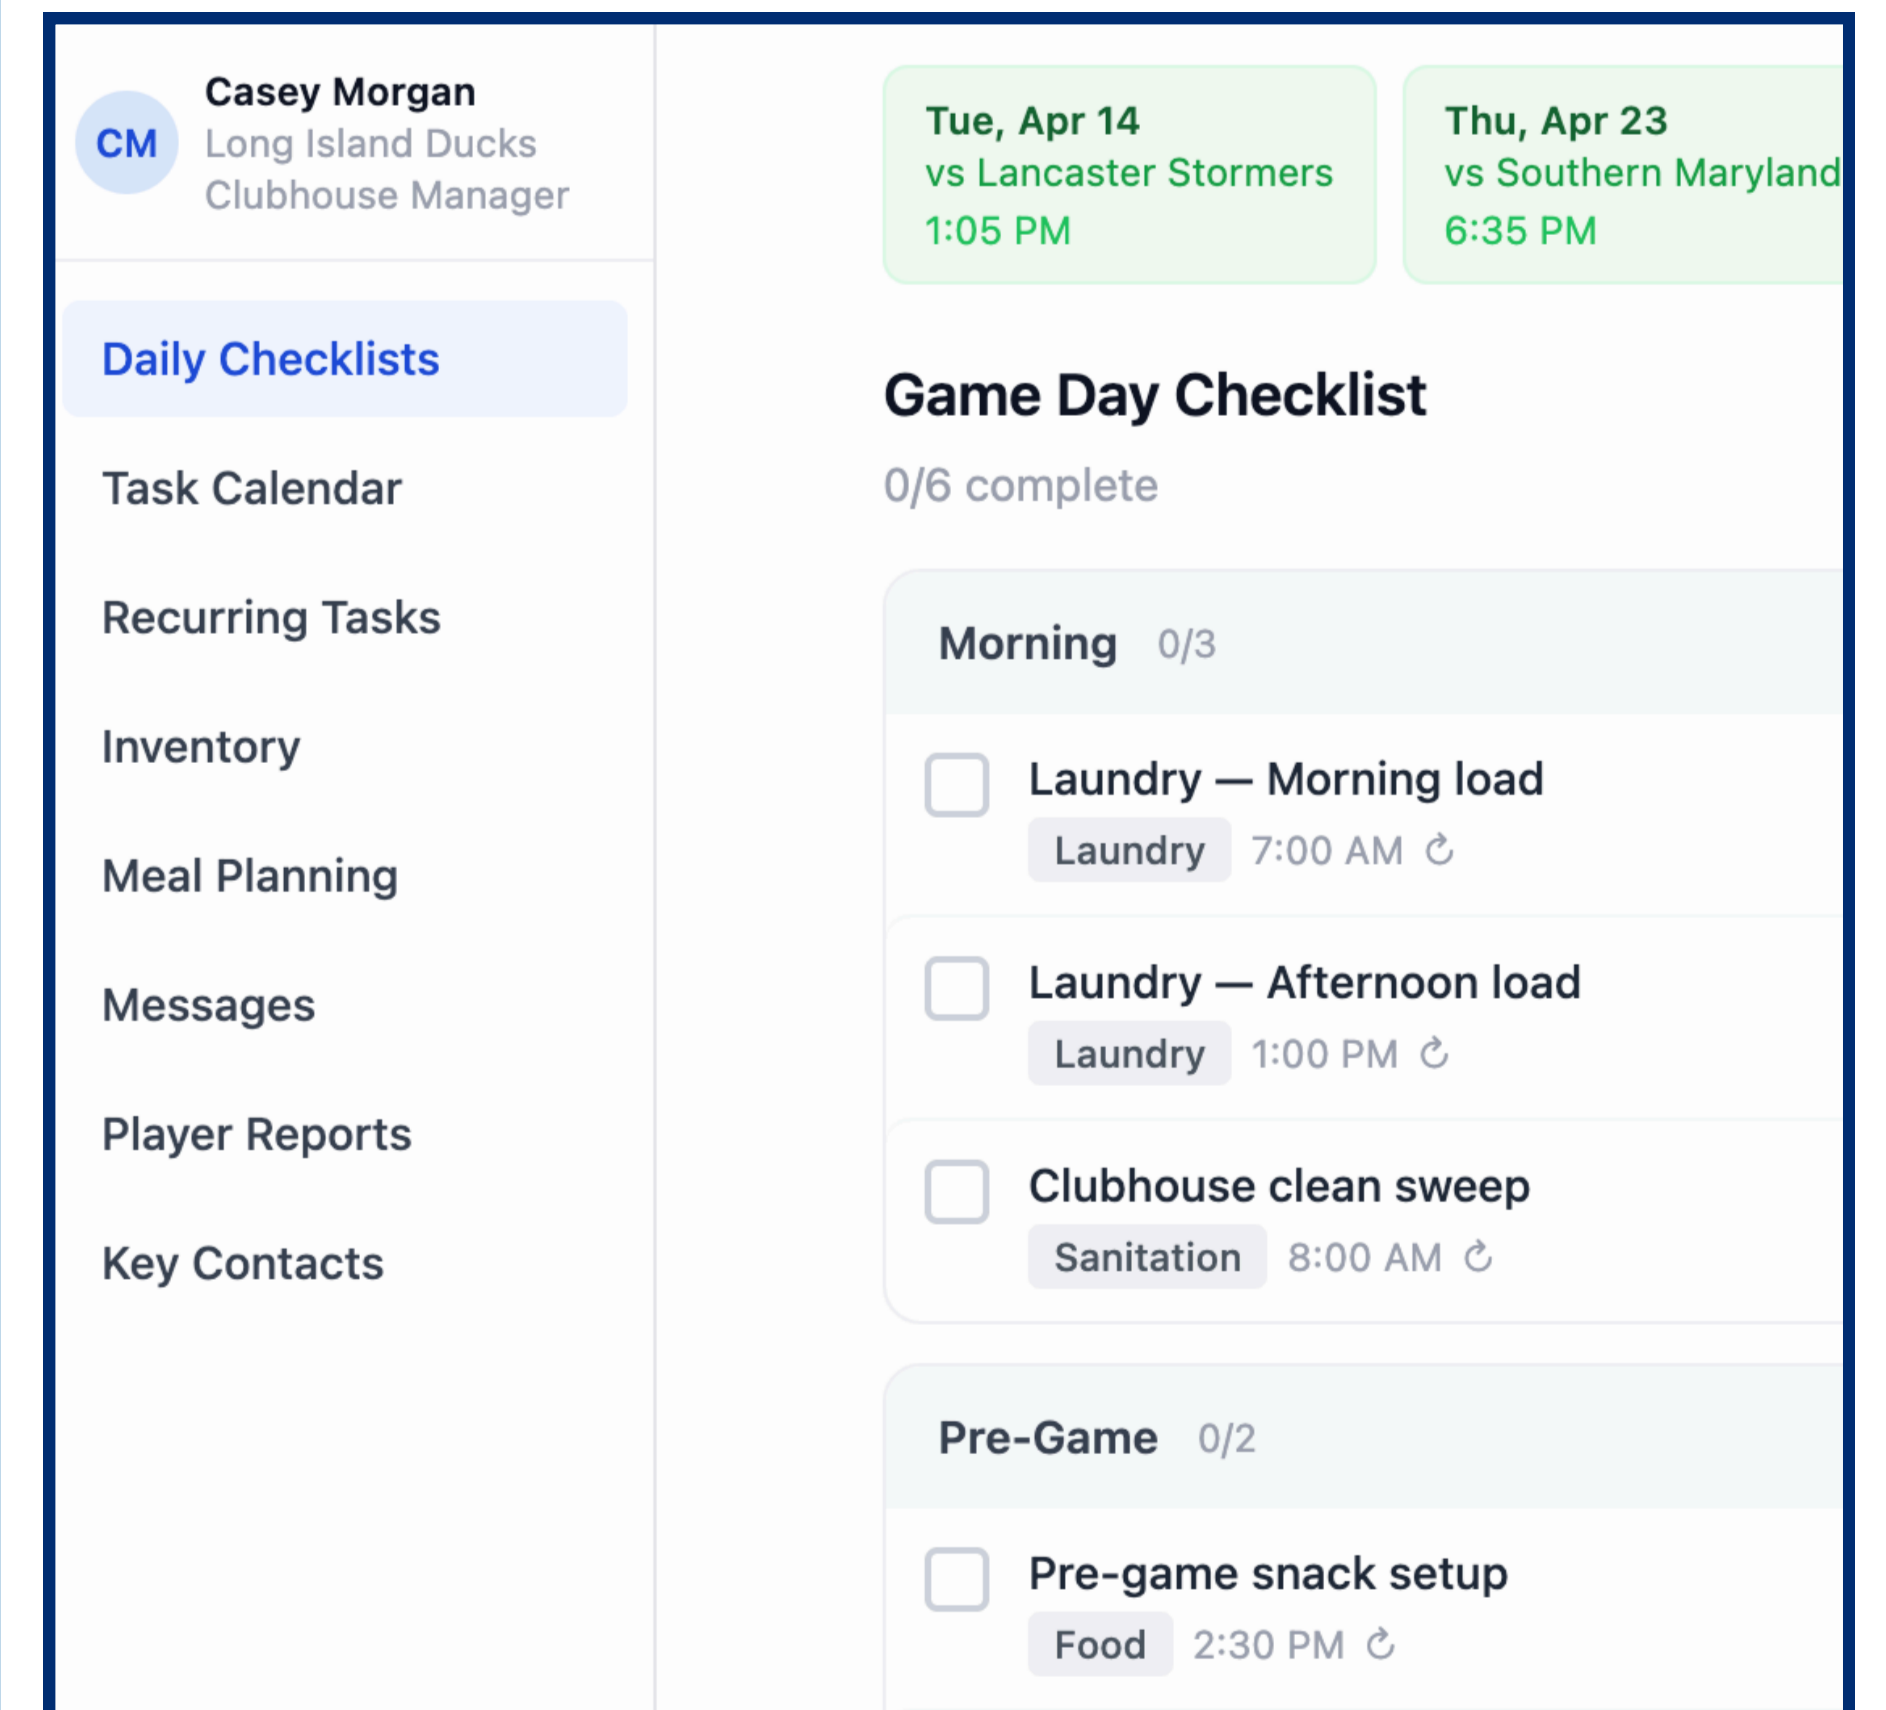 CM
Casey Morgan
Long Island Ducks
Clubhouse Manager
Daily Checklists
Task Calendar
Recurring Tasks
Inventory
Meal Planning
Messages
Player Reports
Key Contacts
Tue, Apr 14
vs Lancaster Stormers
1:05 PM
Thu, Apr 23
vs Southern Maryland
6:35 PM
Game Day Checklist
0/6 complete
Morning 0/3
Laundry — Morning load
Laundry 7:00 AM ↻
Laundry — Afternoon load
Laundry 1:00 PM ↻
Clubhouse clean sweep
Sanitation 8:00 AM ↻
Pre-Game 0/2
Pre-game snack setup
Food 2:30 PM ↻